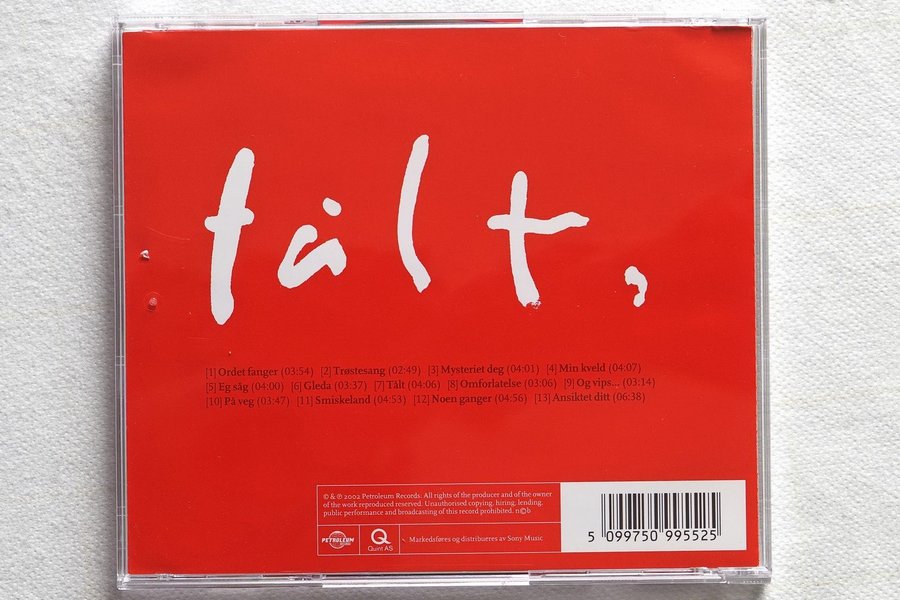 tålt,
[1] Ordet fanger (03:54) [2] Trøstesang (02:49) [3] Mysteriet deg (04:01) [4] Min kveld (04:07)
[5] Eg såg (04:00) [6] Gleda (03:37) [7] Tålt (04:06) [8] Omforlatelse (03:06) [9] Og vips... (03:14)
[10] På veg (03:47) [11] Smiskeland (04:53) [12] Noen ganger (04:56) [13] Ansiktet ditt (06:38)
© & ℗ 2002 Petroleum Records. All rights of the producer and of the owner
of the work reproduced reserved. Unauthorised copying, hiring, lending,
public performance and broadcasting of this record prohibited. n©b
PETROLEUM
Q
Quint AS
Markedsføres og distribueres av Sony Music
5 099750 995525